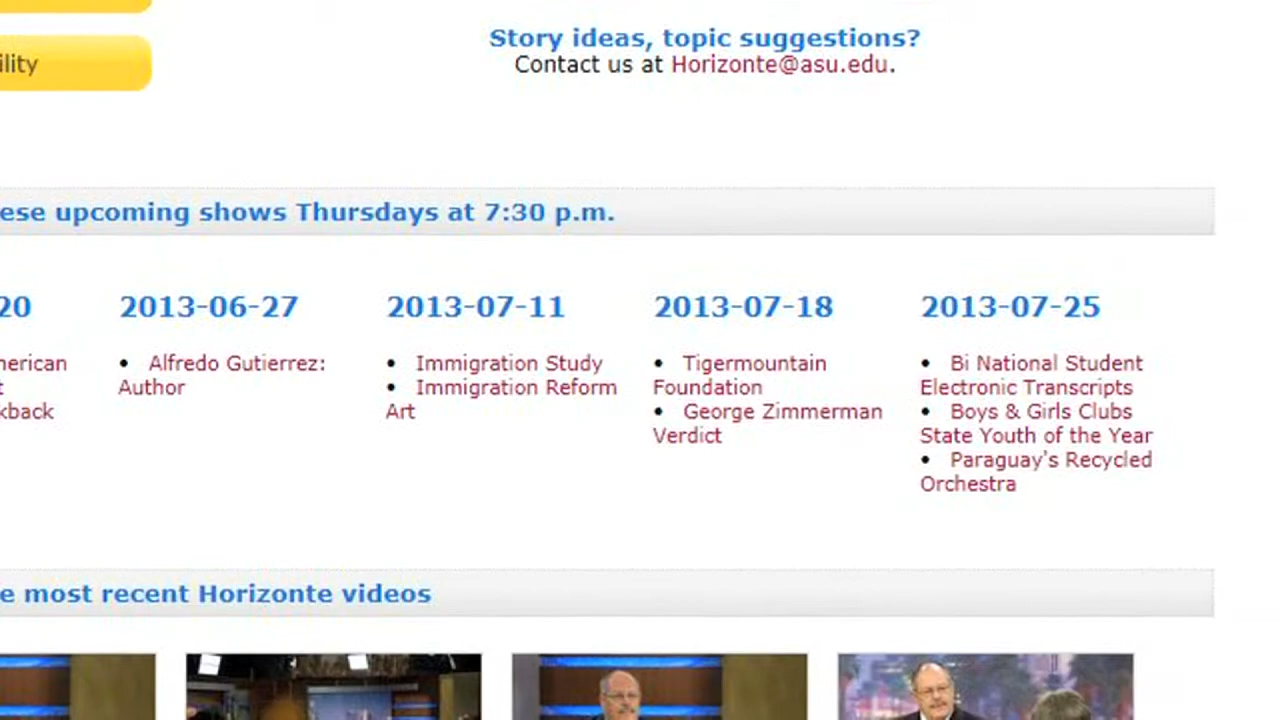 Story ideas, topic suggestions?
ility
Contact us at Horizonte@asu.edu.
ese upcoming shows Thursdays at 7:30 p.m.
20
nerican
t
kback
2013-06-27
• Alfredo Gutierrez:
Author
2013-07-11
• Immigration Study
• Immigration Reform
Art
2013-07-18
• Tigermountain
Foundation
• George Zimmerman
Verdict
2013-07-25
• Bi National Student
Electronic Transcripts
• Boys & Girls Clubs
State Youth of the Year
• Paraguay's Recycled
Orchestra
e most recent Horizonte videos